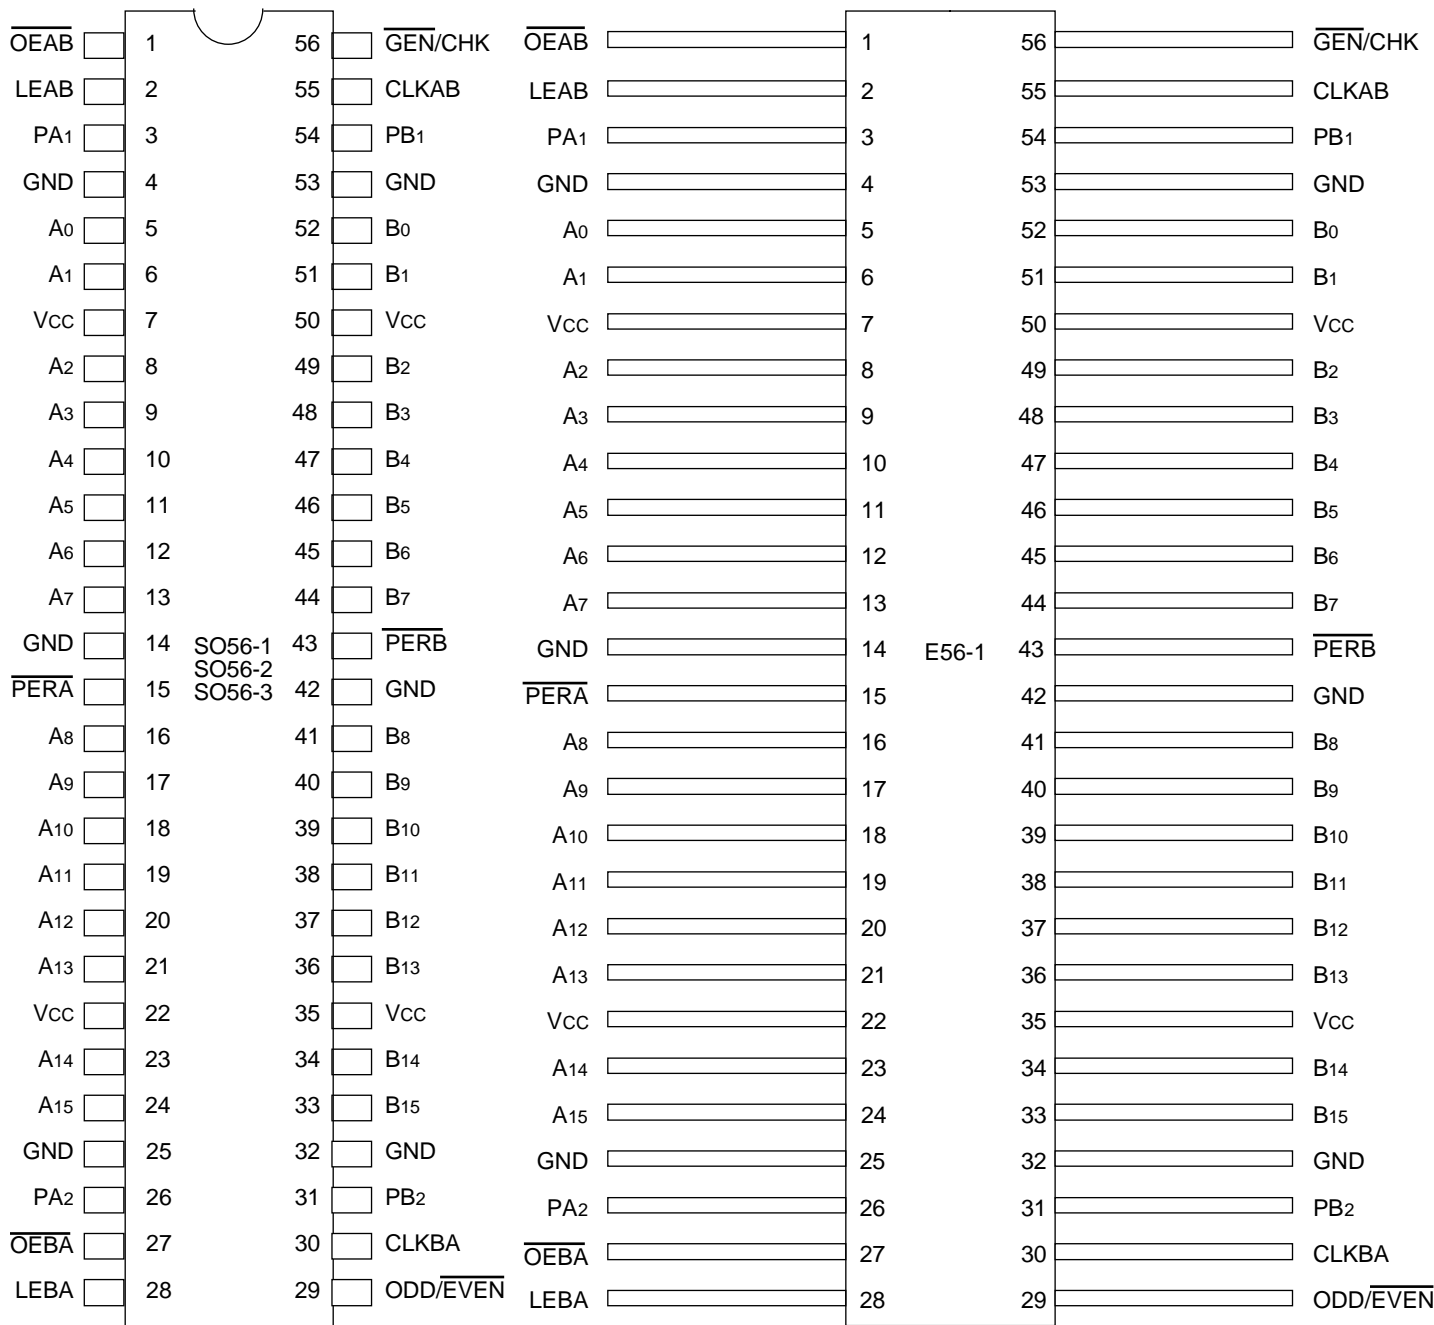 OEAB 1 56 GEN/CHK OEAB 1 56 GEN/CHK
LEAB 2 55 CLKAB LEAB 2 55 CLKAB
PA1 3 54 PB1 PA1 3 54 PB1
GND 4 53 GND GND 4 53 GND
A0 5 52 B0 A0 5 52 B0
A1 6 51 B1 A1 6 51 B1
VCC 7 50 VCC VCC 7 50 VCC
A2 8 49 B2 A2 8 49 B2
A3 9 48 B3 A3 9 48 B3
A4 10 47 B4 A4 10 47 B4
A5 11 46 B5 A5 11 46 B5
A6 12 45 B6 A6 12 45 B6
A7 13 44 B7 A7 13 44 B7
GND 14 SO56-1 43 PERB GND 14 E56-1 43 PERB
SO56-2
PERA 15 SO56-3 42 GND PERA 15 42 GND
A8 16 41 B8 A8 16 41 B8
A9 17 40 B9 A9 17 40 B9
A10 18 39 B10 A10 18 39 B10
A11 19 38 B11 A11 19 38 B11
A12 20 37 B12 A12 20 37 B12
A13 21 36 B13 A13 21 36 B13
VCC 22 35 VCC VCC 22 35 VCC
A14 23 34 B14 A14 23 34 B14
A15 24 33 B15 A15 24 33 B15
GND 25 32 GND GND 25 32 GND
PA2 26 31 PB2 PA2 26 31 PB2
OEBA 27 30 CLKBA OEBA 27 30 CLKBA
LEBA 28 29 ODD/EVEN LEBA 28 29 ODD/EVEN